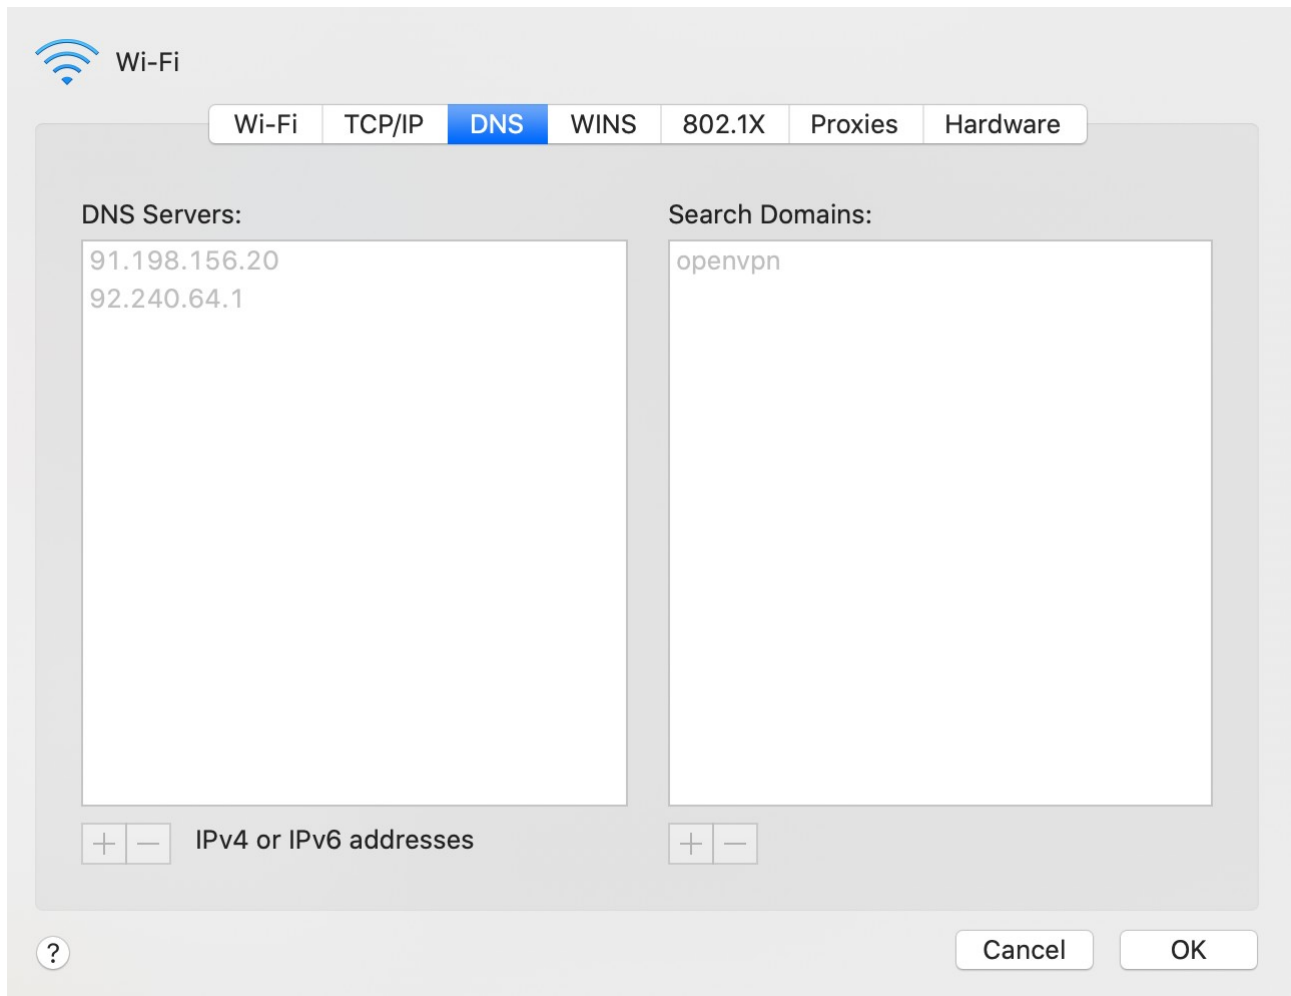 Wi-Fi
Wi-Fi TCP/IP DNS WINS 802.1X Proxies Hardware
DNS Servers:
91.198.156.20
92.240.64.1
Search Domains:
openvpn
+ − IPv4 or IPv6 addresses
+ −
? Cancel OK